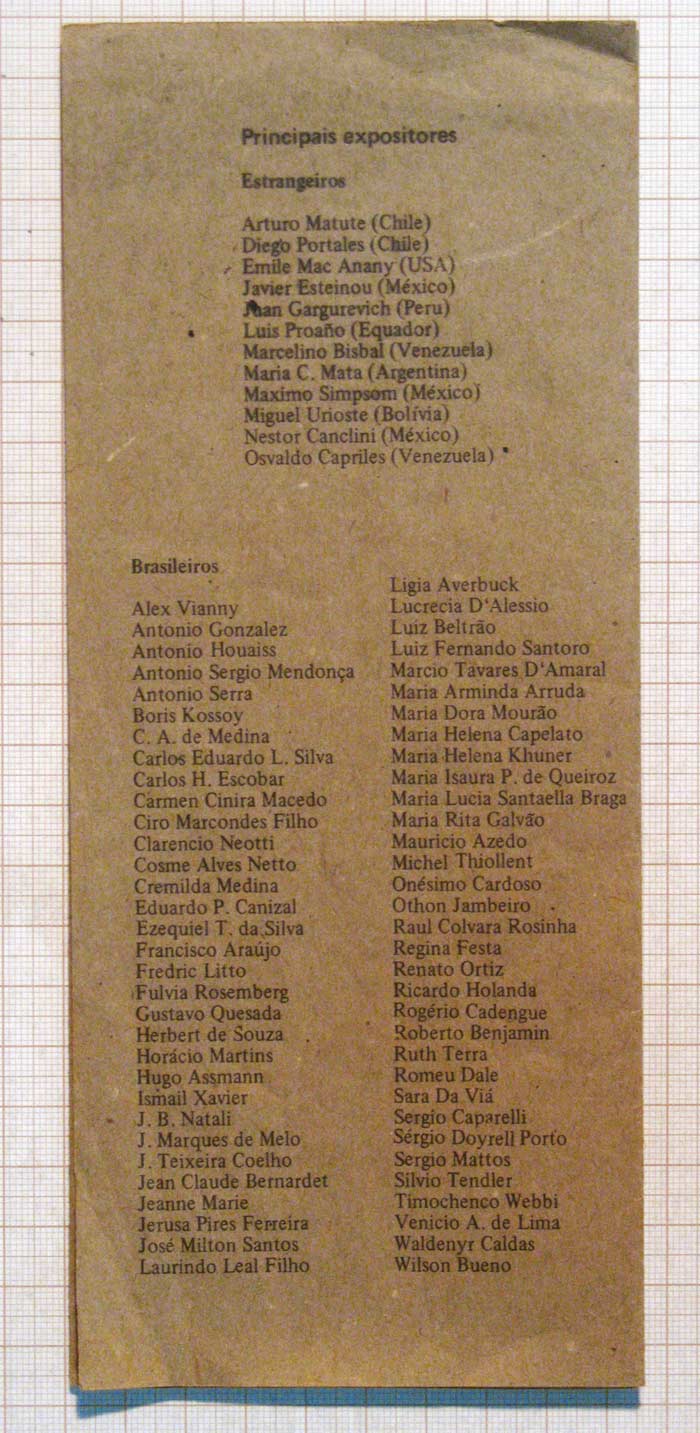 Principais expositores
Estrangeiros
Arturo Matute (Chile)
Diego Portales (Chile)
Emile Mac Anany (USA)
Javier Esteinou (México)
Juan Gargurevich (Peru)
Luis Proaño (Equador)
Marcelino Bisbal (Venezuela)
Maria C. Mata (Argentina)
Maximo Simpsom (México)
Miguel Urioste (Bolívia)
Nestor Canclini (México)
Osvaldo Capriles (Venezuela)
Brasileiros
Alex Vianny
Antonio Gonzalez
Antonio Houaiss
Antonio Sergio Mendonça
Antonio Serra
Boris Kossoy
C. A. de Medina
Carlos Eduardo L. Silva
Carlos H. Escobar
Carmen Cinira Macedo
Ciro Marcondes Filho
Clarencio Neotti
Cosme Alves Netto
Cremilda Medina
Eduardo P. Canizal
Ezequiel T. da Silva
Francisco Araújo
Fredric Litto
Fulvia Rosemberg
Gustavo Quesada
Herbert de Souza
Horácio Martins
Hugo Assmann
Ismail Xavier
J. B. Natali
J. Marques de Melo
J. Teixeira Coelho
Jean Claude Bernardet
Jeanne Marie
Jerusa Pires Ferreira
José Milton Santos
Laurindo Leal Filho
Ligia Averbuck
Lucrecia D'Alessio
Luiz Beltrão
Luiz Fernando Santoro
Marcio Tavares D'Amaral
Maria Arminda Arruda
Maria Dora Mourão
Maria Helena Capelato
Maria Helena Khuner
Maria Isaura P. de Queiroz
Maria Lucia Santaella Braga
Maria Rita Galvão
Mauricio Azedo
Michel Thiollent
Onésimo Cardoso
Othon Jambeiro
Raul Colvara Rosinha
Regina Festa
Renato Ortiz
Ricardo Holanda
Rogério Cadengue
Roberto Benjamin
Ruth Terra
Romeu Dale
Sara Da Viá
Sergio Caparelli
Sérgio Doyrell Porto
Sergio Mattos
Silvio Tendler
Timochenco Webbi
Venicio A. de Lima
Waldenyr Caldas
Wilson Bueno